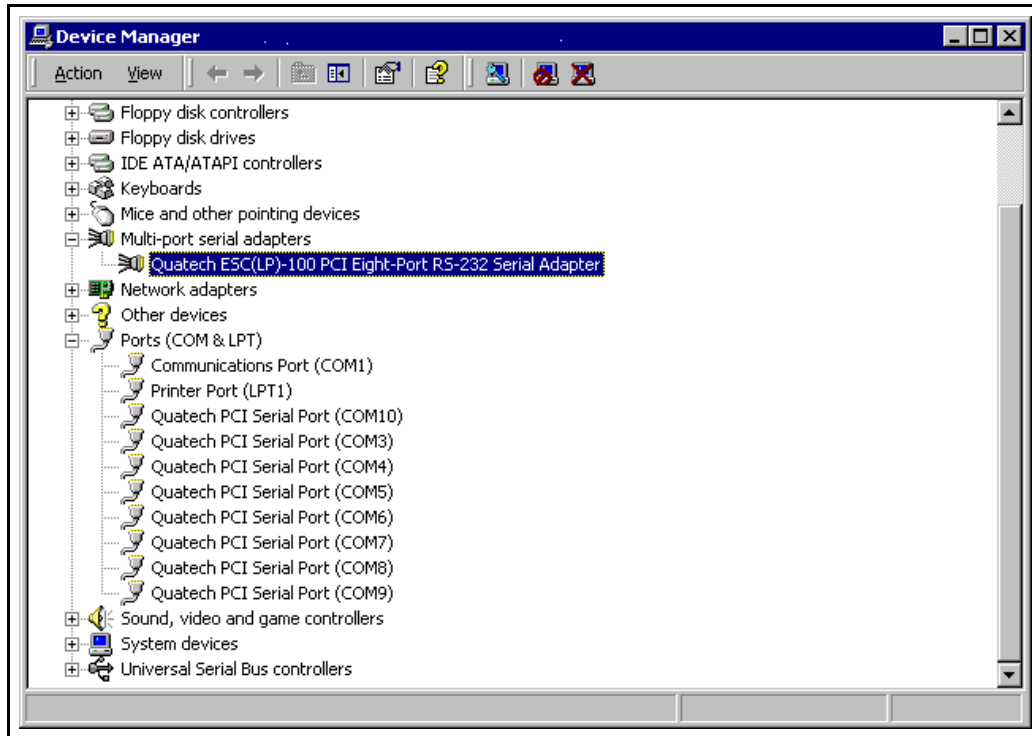 Device Manager
Action View
Floppy disk controllers
Floppy disk drives
IDE ATA/ATAPI controllers
Keyboards
Mice and other pointing devices
Multi-port serial adapters
Quatech ESC(LP)-100 PCI Eight-Port RS-232 Serial Adapter
Network adapters
Other devices
Ports (COM & LPT)
Communications Port (COM1)
Printer Port (LPT1)
Quatech PCI Serial Port (COM10)
Quatech PCI Serial Port (COM3)
Quatech PCI Serial Port (COM4)
Quatech PCI Serial Port (COM5)
Quatech PCI Serial Port (COM6)
Quatech PCI Serial Port (COM7)
Quatech PCI Serial Port (COM8)
Quatech PCI Serial Port (COM9)
Sound, video and game controllers
System devices
Universal Serial Bus controllers